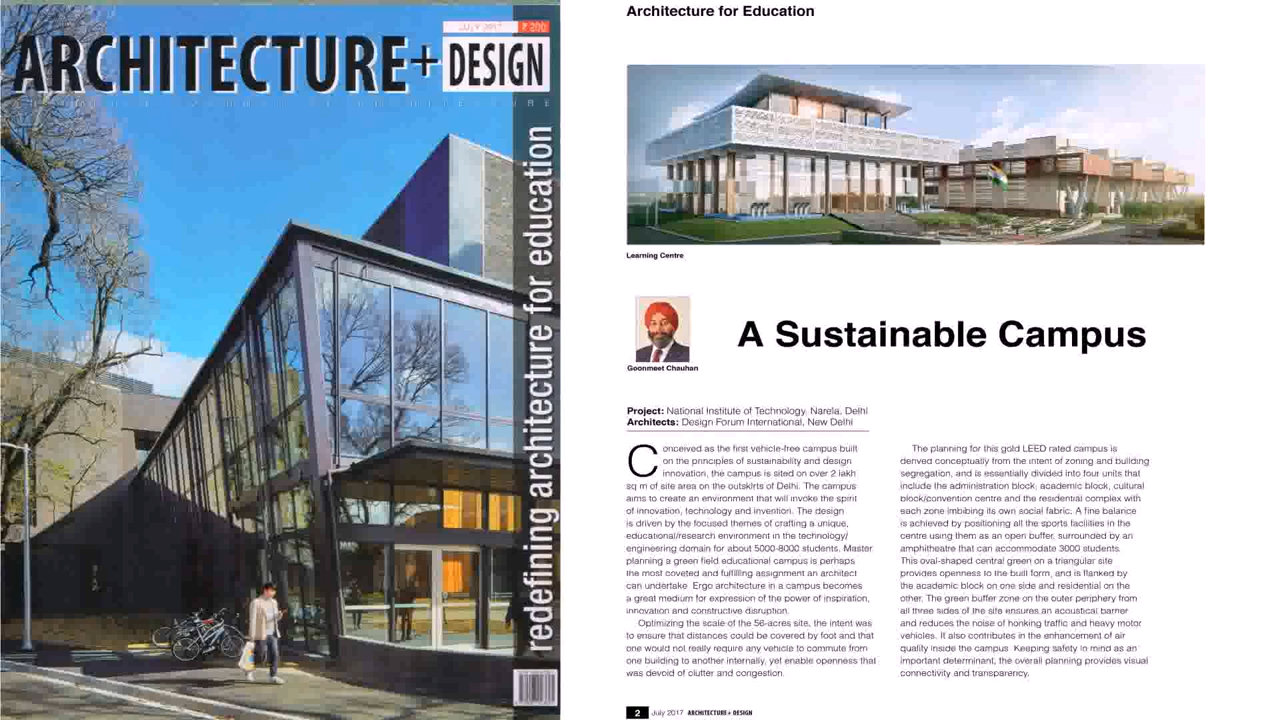 ARCHITECTURE+DESIGN
redefining architecture for education
Architecture for Education
Learning Centre
Goonmeet Chauhan
A Sustainable Campus
Project: National Institute of Technology, Narela, Delhi
Architects: Design Forum International, New Delhi
Conceived as the first vehicle-free campus built
on the principles of sustainability and design
innovation, the campus is sited on over 2 lakh
sq m of site area on the outskirts of Delhi. The campus
aims to create an environment that will invoke the spirit
of innovation, technology and invention. The design
is driven by the focused themes of crafting a unique,
educational/research environment in the technology/
engineering domain for about 5000-8000 students. Master
planning a green field educational campus is perhaps
the most coveted and fulfilling assignment an architect
can undertake. Ergo architecture in a campus becomes
a great medium for expression of the power of inspiration,
innovation and constructive disruption.
Optimizing the scale of the 56-acres site, the intent was
to ensure that distances could be covered by foot and that
one would not really require any vehicle to commute from
one building to another internally, yet enable openness that
was devoid of clutter and congestion.
The planning for this gold LEED rated campus is
derived conceptually from the intent of zoning and building
segregation, and is essentially divided into four units that
include the administration block, academic block, cultural
block/convention centre and the residential complex with
each zone imbibing its own social fabric. A fine balance
is achieved by positioning all the sports facilities in the
centre using them as an open buffer, surrounded by an
amphitheatre that can accommodate 3000 students.
This oval-shaped central green on a triangular site
provides openness to the built form, and is flanked by
the academic block on one side and residential on the
other. The green buffer zone on the outer periphery from
all three sides of the site ensures an acoustical barrier
and reduces the noise of honking traffic and heavy motor
vehicles. It also contributes in the enhancement of air
quality inside the campus. Keeping safety in mind as an
important determinant, the overall planning provides visual
connectivity and transparency.
2 July 2017 ARCHITECTURE+ DESIGN